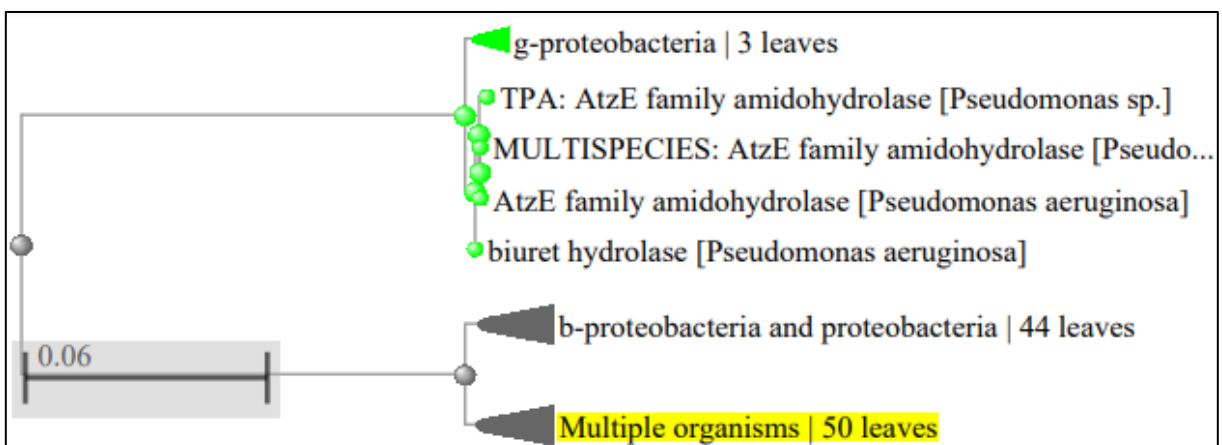 g-proteobacteria | 3 leaves
TPA: AtzE family amidohydrolase [Pseudomonas sp.]
MULTISPECIES: AtzE family amidohydrolase [Pseudo...
AtzE family amidohydrolase [Pseudomonas aeruginosa]
biuret hydrolase [Pseudomonas aeruginosa]
b-proteobacteria and proteobacteria | 44 leaves
0.06
Multiple organisms | 50 leaves